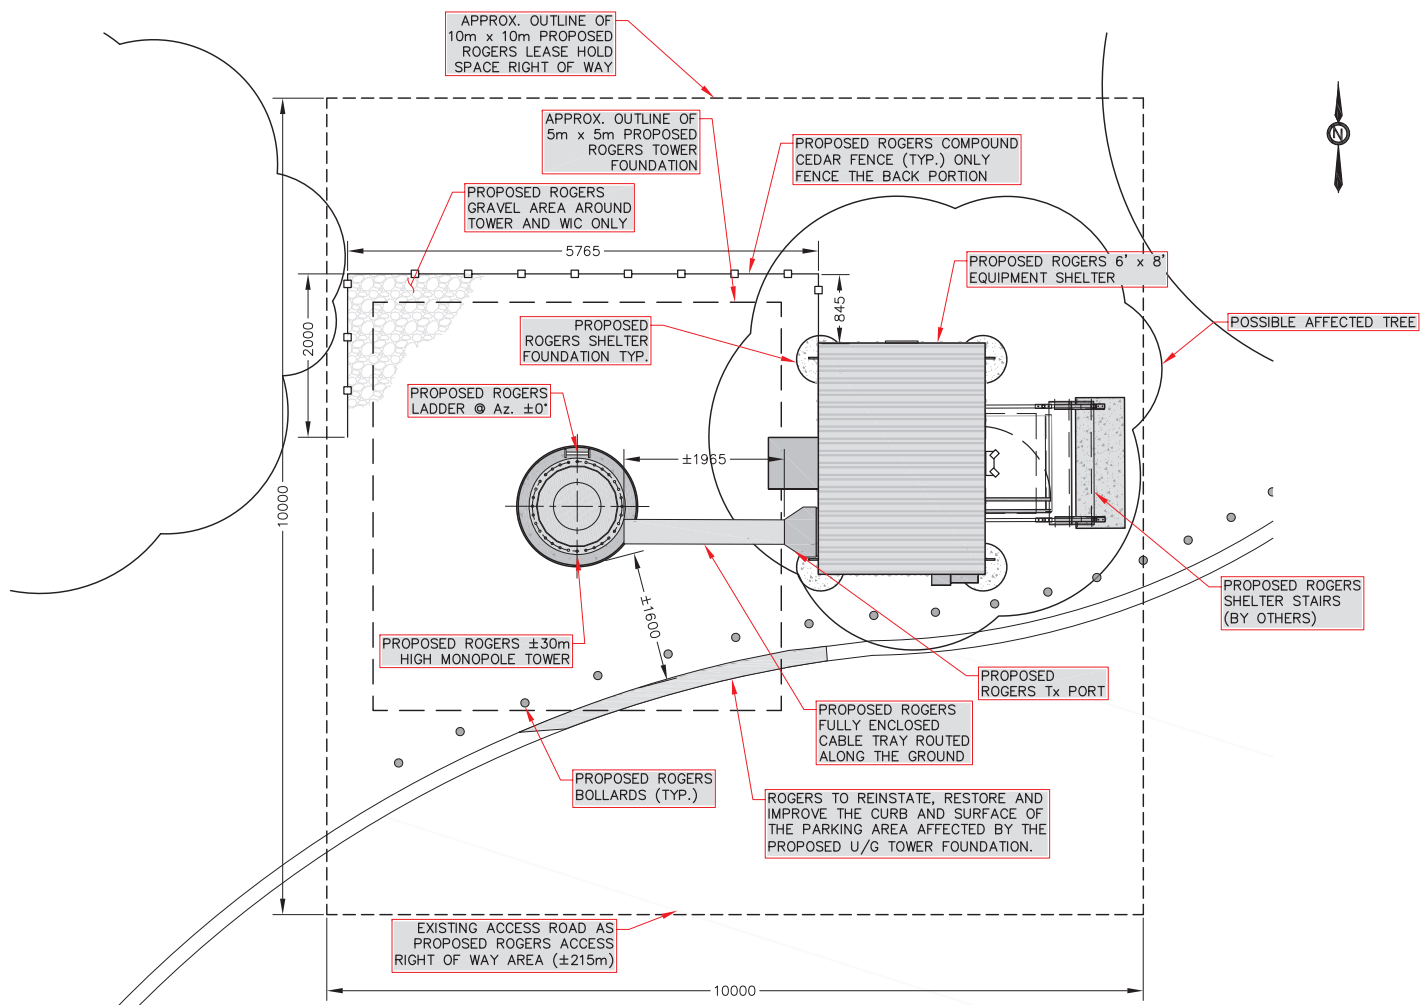 APPROX. OUTLINE OF
10m x 10m PROPOSED
ROGERS LEASE HOLD
SPACE RIGHT OF WAY
APPROX. OUTLINE OF
5m x 5m PROPOSED
ROGERS TOWER
FOUNDATION
PROPOSED ROGERS COMPOUND
CEDAR FENCE (TYP.) ONLY
FENCE THE BACK PORTION
N
PROPOSED ROGERS
GRAVEL AREA AROUND
TOWER AND WIC ONLY
5765
PROPOSED ROGERS 6' x 8'
EQUIPMENT SHELTER
845
2000
PROPOSED
ROGERS SHELTER
FOUNDATION TYP.
POSSIBLE AFFECTED TREE
PROPOSED ROGERS
LADDER @ Az. ±0°
±1965
10000
PROPOSED ROGERS
SHELTER STAIRS
(BY OTHERS)
±1600
PROPOSED ROGERS ±30m
HIGH MONOPOLE TOWER
PROPOSED
ROGERS Tx PORT
PROPOSED ROGERS
FULLY ENCLOSED
CABLE TRAY ROUTED
ALONG THE GROUND
PROPOSED ROGERS
BOLLARDS (TYP.)
ROGERS TO REINSTATE, RESTORE AND
IMPROVE THE CURB AND SURFACE OF
THE PARKING AREA AFFECTED BY THE
PROPOSED U/G TOWER FOUNDATION.
EXISTING ACCESS ROAD AS
PROPOSED ROGERS ACCESS
RIGHT OF WAY AREA (±215m)
10000